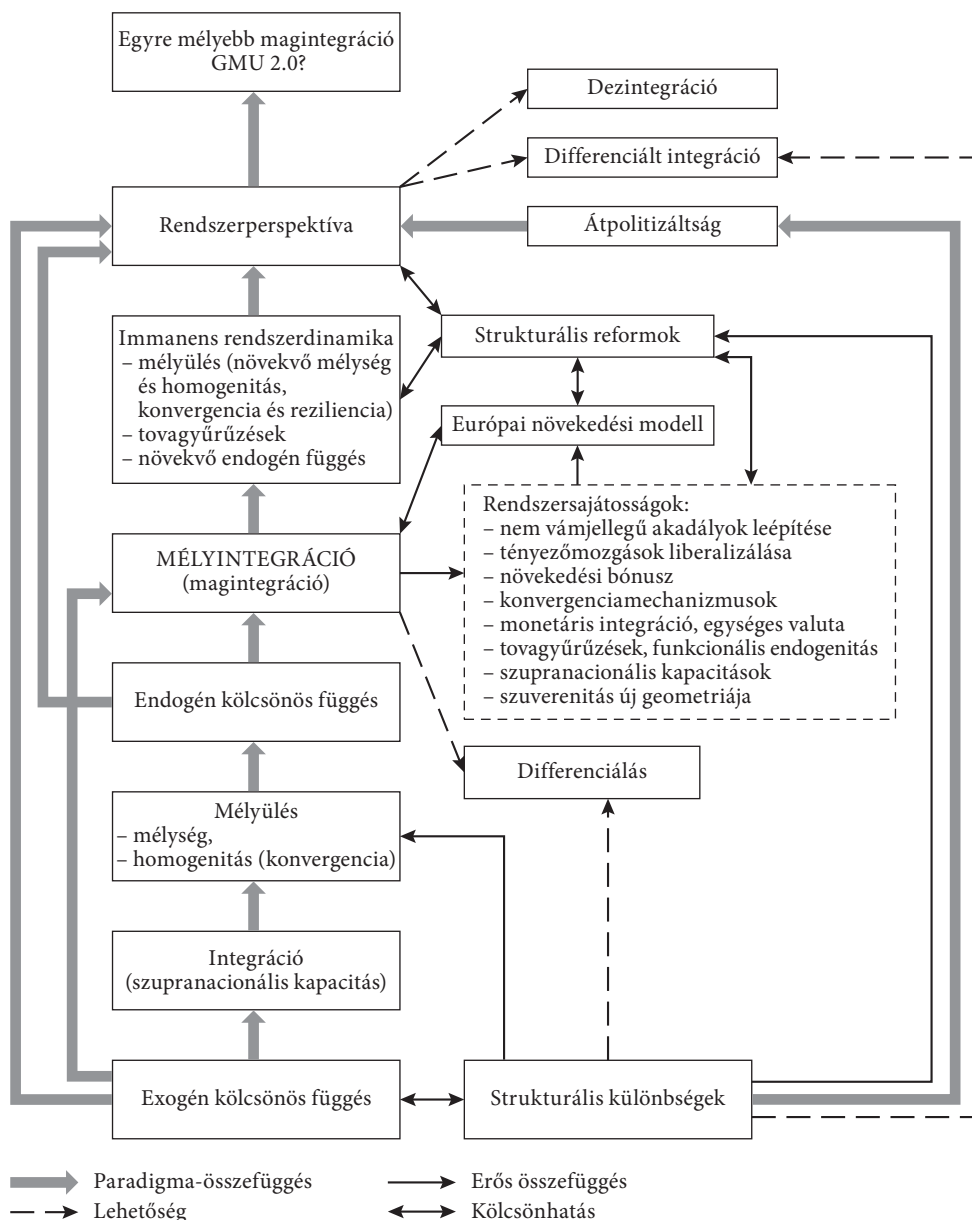 Egyre mélyebb magintegráció
GMU 2.0?
Dezintegráció
Differenciált integráció
Rendszerperspektíva
Átpolitizáltság
Immanens rendszerdinamika
– mélyülés (növekvő mélység
és homogenitás,
konvergencia és reziliencia)
– tovagyűrűzések
– növekvő endogén függés
Strukturális reformok
Európai növekedési modell
Rendszersajátosságok:
– nem vámjellegű akadályok leépítése
– tényezőmozgások liberalizálása
– növekedési bónusz
– konvergenciamechanizmusok
– monetáris integráció, egységes valuta
– tovagyűrűzések, funkcionális endogenitás
– szupranacionális kapacitások
– szuverenitás új geometriája
MÉLYINTEGRÁCIÓ
(magintegráció)
Endogén kölcsönös függés
Differenciálás
Mélyülés
– mélység,
– homogenitás (konvergencia)
Integráció
(szupranacionális kapacitás)
Exogén kölcsönös függés
Strukturális különbségek
Paradigma-összefüggés
Erős összefüggés
Lehetőség
Kölcsönhatás